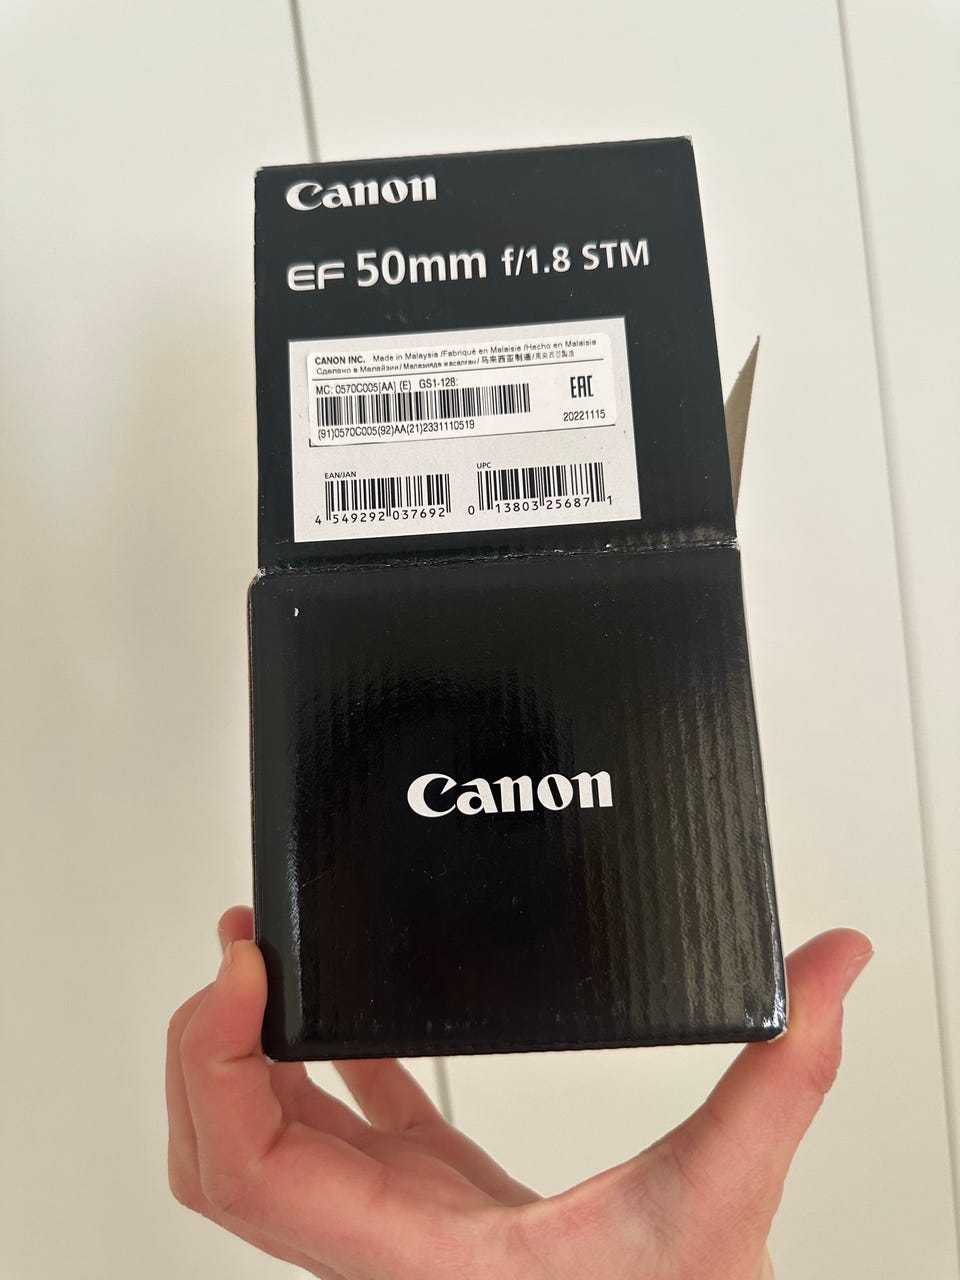 Canon
EF 50mm f/1.8 STM
CANON INC. Made in Malaysia /Fabriqué en Malaisie /Hecho en Malaisia
Сделано в Малайзии/ Малазияда жасалған/ 马来西亚制造/馬來西亞製造
MC: 0570C005[AA] (E) GS1-128:
EAC
20221115
(91)0570C005(92)AA(21)2331110519
EAN/JAN
UPC
4 549292 037692
0 13803 25687 1
Canon